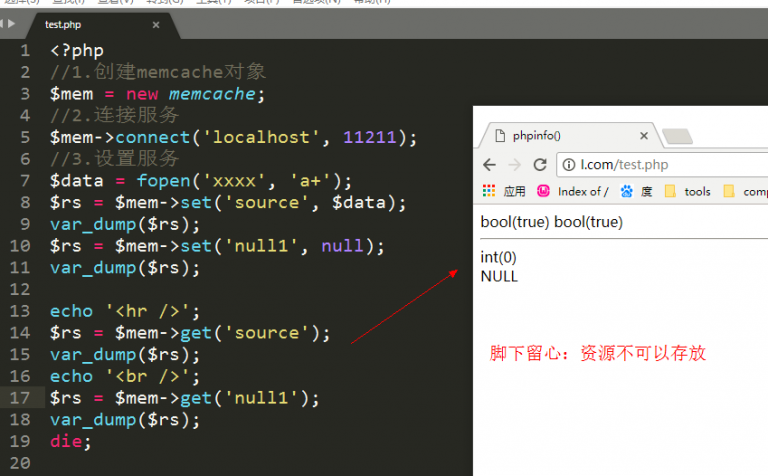 test.php
1 <?php
2 //1.创建memcache对象
3 $mem = new memcache;
4 //2.连接服务
5 $mem->connect('localhost', 11211);
6 //3.设置服务
7 $data = fopen('xxxx', 'a+');
8 $rs = $mem->set('source', $data);
9 var_dump($rs);
10 $rs = $mem->set('null1', null);
11 var_dump($rs);
12
13 echo '<hr />';
14 $rs = $mem->get('source');
15 var_dump($rs);
16 echo '<br />';
17 $rs = $mem->get('null1');
18 var_dump($rs);
19 die;
20
phpinfo()
l.com/test.php
应用 Index of / 度 tools
bool(true) bool(true)
int(0)
NULL
脚下留心：资源不可以存放